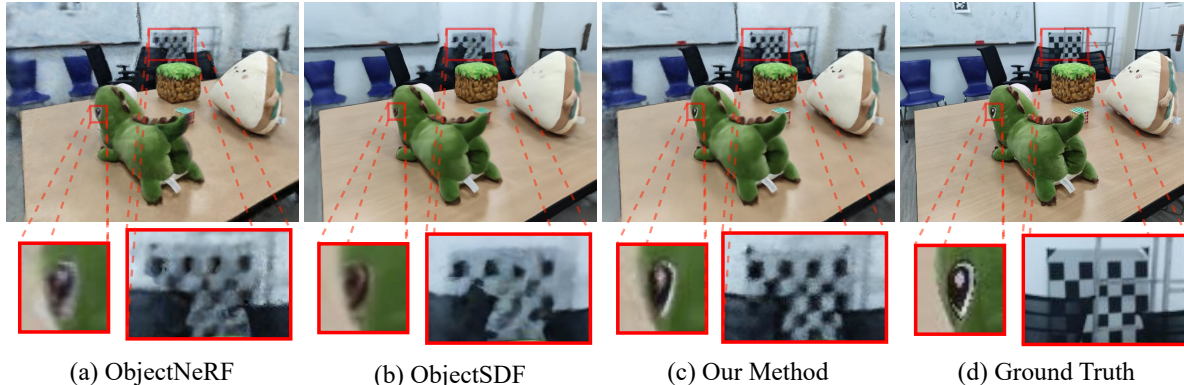 (a) ObjectNeRF
(b) ObjectSDF
(c) Our Method
(d) Ground Truth